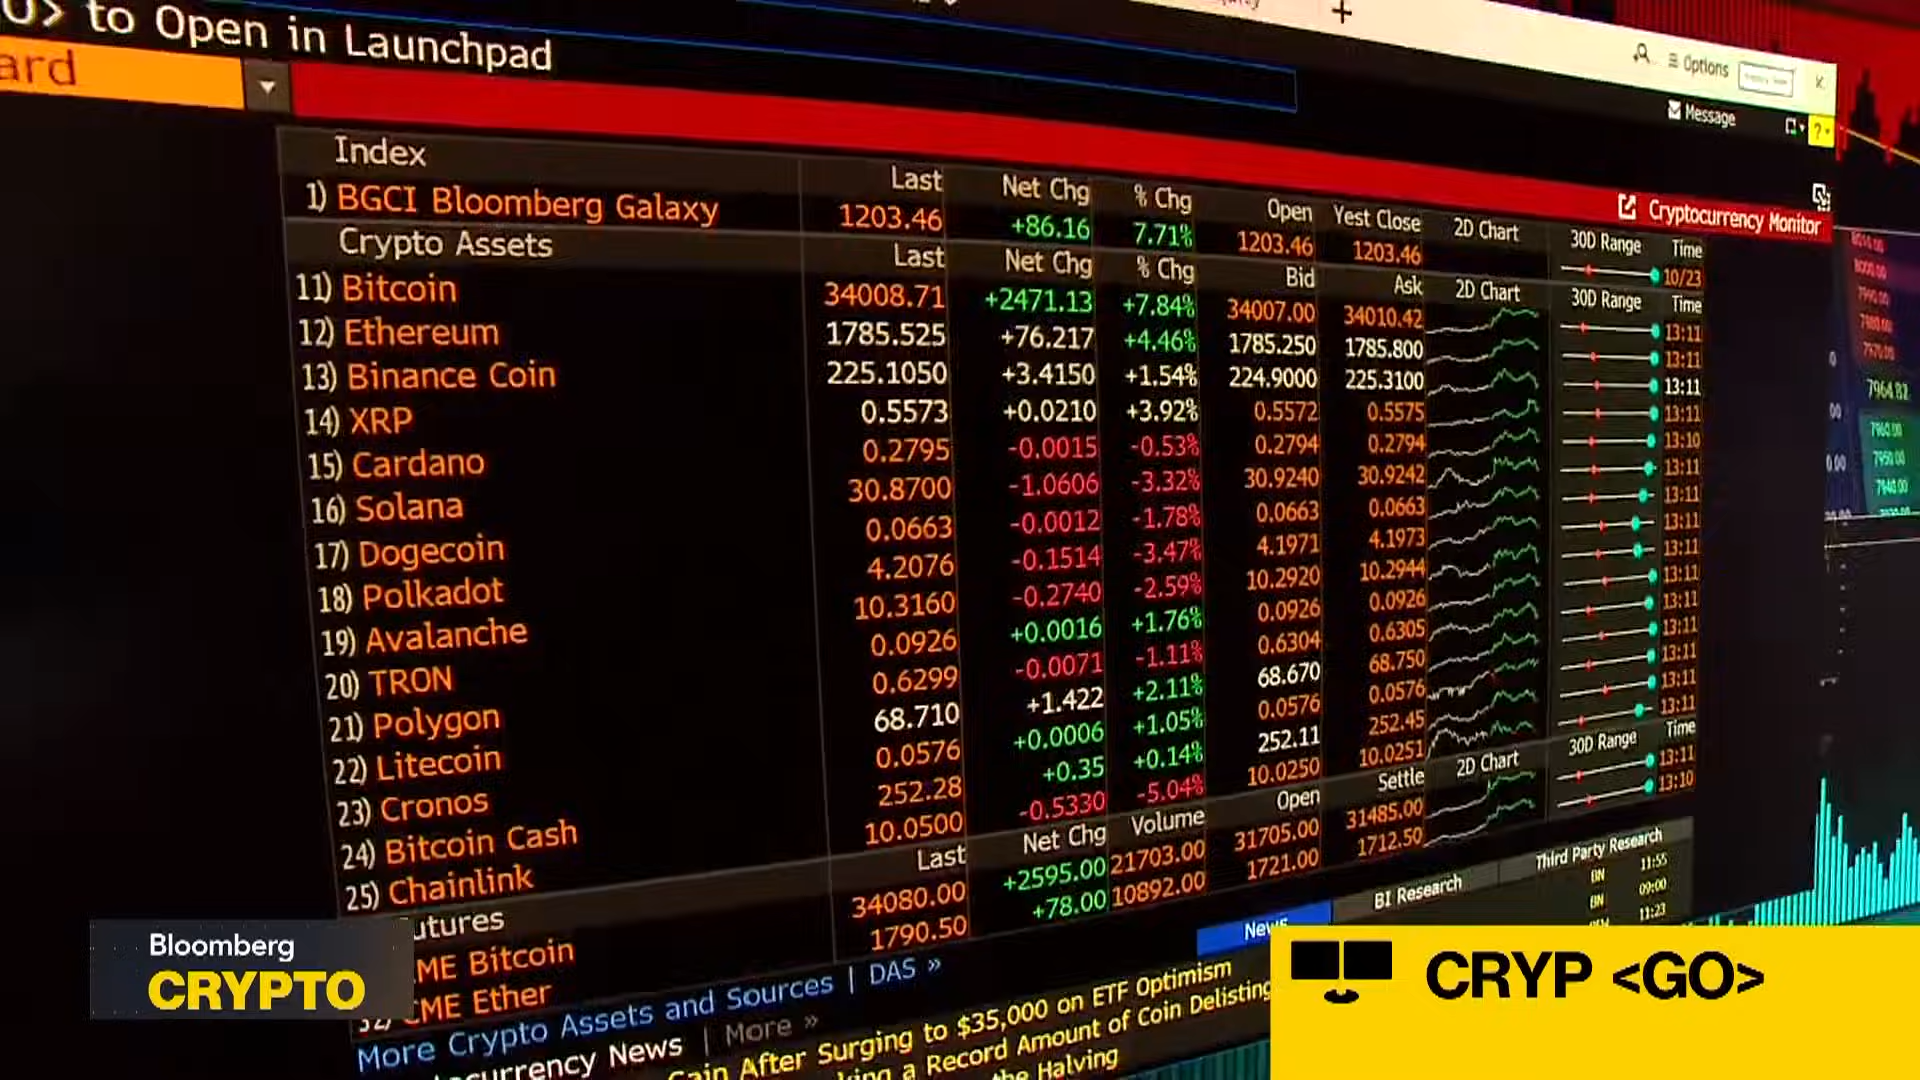 to Open in Launchpad
ard
Options
Message
Cryptocurrency Monitor
Index Last Net Chg % Chg Open Yest Close 2D Chart 30D Range Time
1) BGCI Bloomberg Galaxy 1203.46 +86.16 7.71% 1203.46 1203.46 10/23
Crypto Assets Last Net Chg % Chg Bid Ask 2D Chart 30D Range Time
11) Bitcoin 34008.71 +2471.13 +7.84% 34007.00 34010.42 13:11
12) Ethereum 1785.525 +76.217 +4.46% 1785.250 1785.800 13:11
13) Binance Coin 225.1050 +3.4150 +1.54% 224.9000 225.3100 13:11
14) XRP 0.5573 +0.0210 +3.92% 0.5572 0.5575 13:11
15) Cardano 0.2795 -0.0015 -0.53% 0.2794 0.2794 13:10
16) Solana 30.8700 -1.0606 -3.32% 30.9240 30.9242 13:11
17) Dogecoin 0.0663 -0.0012 -1.78% 0.0663 0.0663 13:11
18) Polkadot 4.2076 -0.1514 -3.47% 4.1971 4.1973 13:11
19) Avalanche 10.3160 -0.2740 -2.59% 10.2920 10.2944 13:11
20) TRON 0.0926 +0.0016 +1.76% 0.0926 0.0926 13:11
21) Polygon 0.6299 -0.0071 -1.11% 0.6304 0.6305 13:11
22) Litecoin 68.710 +1.422 +2.11% 68.670 68.750 13:11
23) Cronos 0.0576 +0.0006 +1.05% 0.0576 0.0576 13:11
24) Bitcoin Cash 252.28 +0.35 +0.14% 252.11 252.45 13:11
25) Chainlink 10.0500 -0.5330 -5.04% 10.0250 10.0251 13:11
utures Last Net Chg Volume Open Settle 2D Chart 30D Range Time
ME Bitcoin 34080.00 +2595.00 21703.00 31705.00 31485.00 13:11
CME Ether 1790.50 +78.00 10892.00 1721.00 1712.50 13:10
More Crypto Assets and Sources | DAS »
currency News | More »
News
BI Research
Third Party Research
BN 11:55
BN 09:00
11:23
After Surging to $35,000 on ETF Optimism
a Record Amount of Coin Delisting
the Halving
7964.82
Bloomberg
CRYPTO
CRYP <GO>